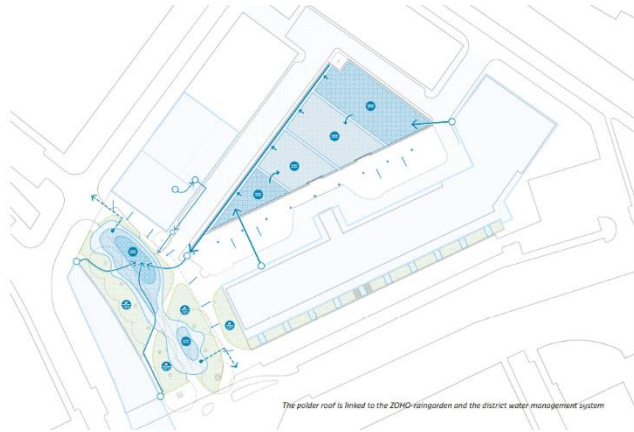 The polder roof is linked to the ZOHO-raingarden and the district water management system